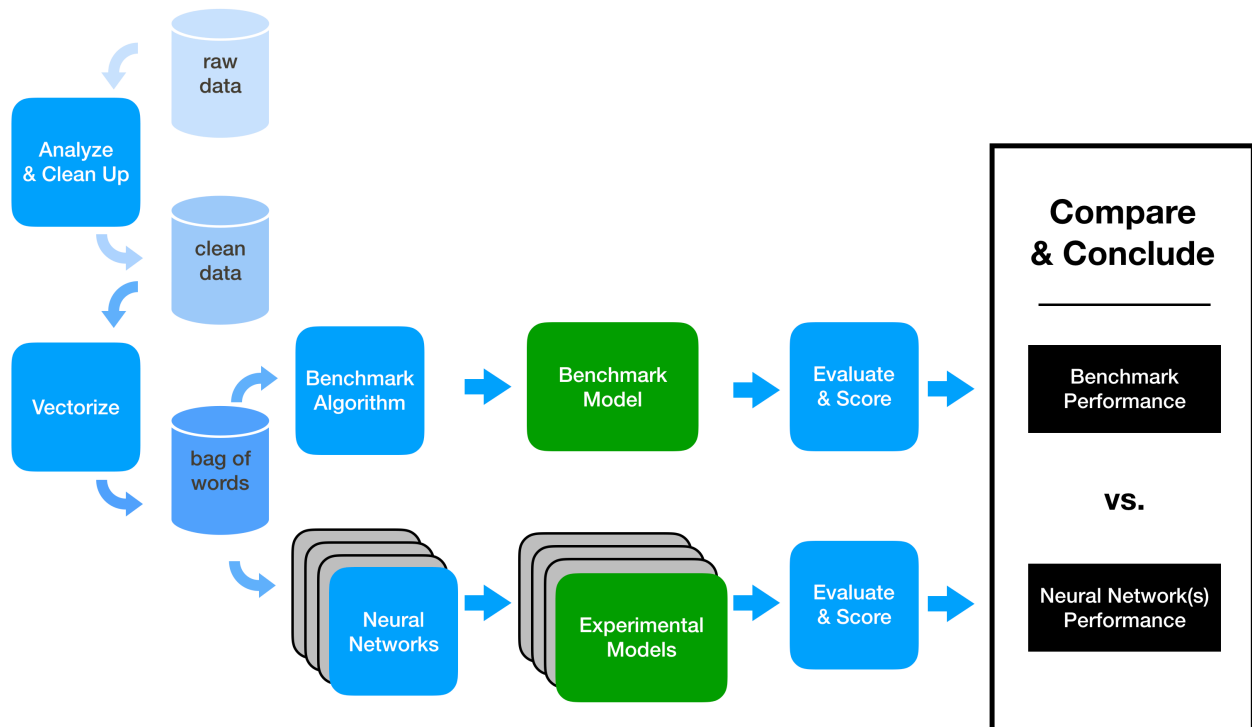 raw
data
Analyze
& Clean Up
clean
data
Vectorize
bag of
words
Benchmark
Algorithm
Benchmark
Model
Evaluate
& Score
Neural
Networks
Experimental
Models
Evaluate
& Score
Compare
& Conclude
Benchmark
Performance
vs.
Neural Network(s)
Performance